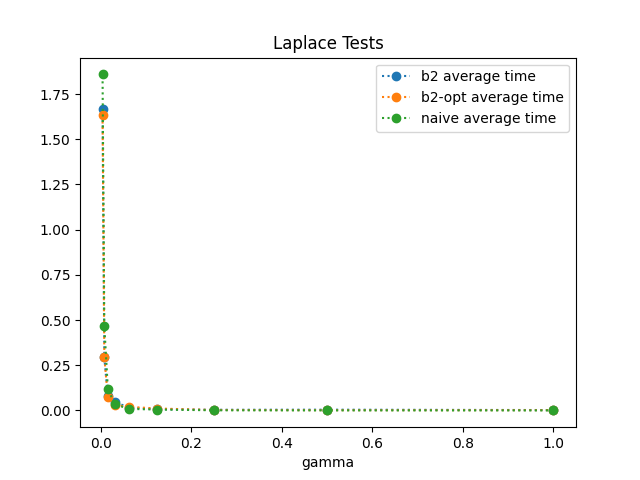 Laplace Tests
b2 average time
b2-opt average time
naive average time
1.75
1.50
1.25
1.00
0.75
0.50
0.25
0.00
0.0 0.2 0.4 0.6 0.8 1.0
gamma